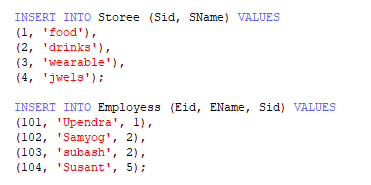 INSERT INTO Storee (Sid, SName) VALUES
(1, 'food'),
(2, 'drinks'),
(3, 'wearable'),
(4, 'jwels');
INSERT INTO Employess (Eid, EName, Sid) VALUES
(101, 'Upendra', 1),
(102, 'Samyog', 2),
(103, 'subash', 2),
(104, 'Susant', 5);